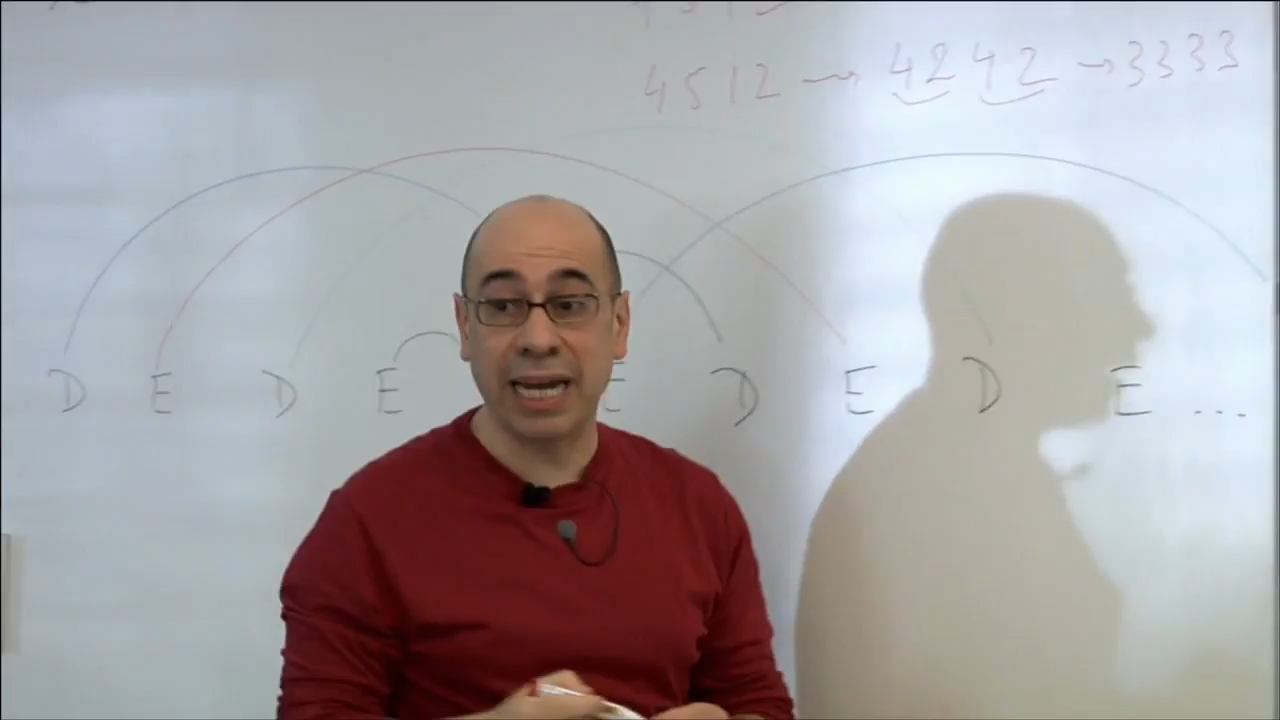 4512 → 4242 → 3333
D E D E E D E D E ...